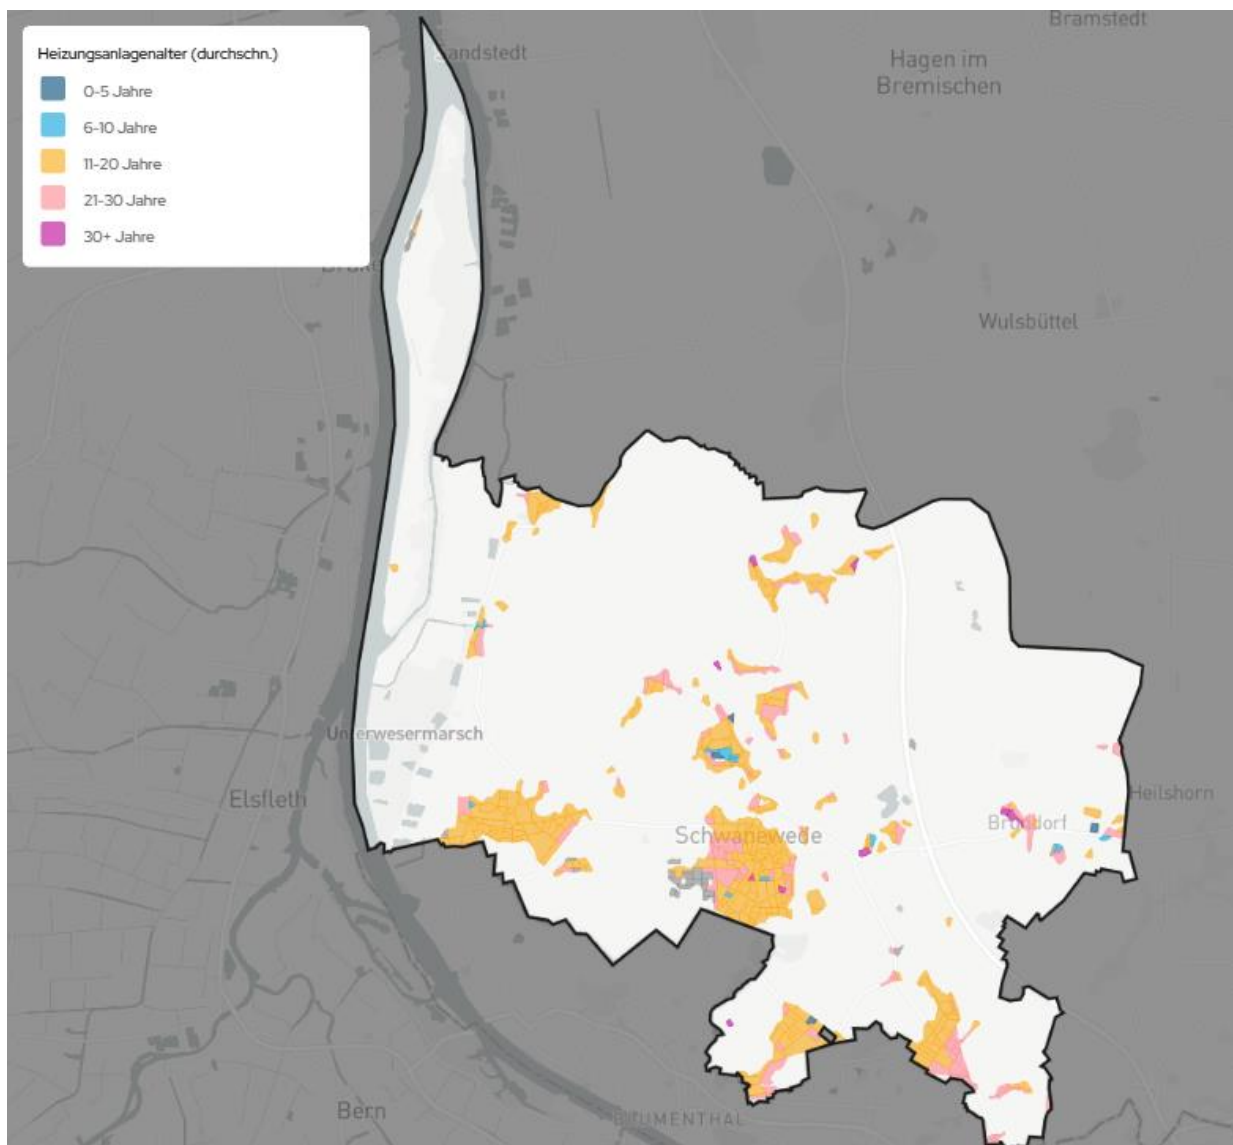 Heizungsanlagenalter (durchschn.)
0-5 Jahre
6-10 Jahre
11-20 Jahre
21-30 Jahre
30+ Jahre
Bramstedt
Hagen im
Bremischen
Wulsbüttel
Unterwesermarsch
Elsfleth
Schwanewede
Heilshorn
Bern
BLUMENTHAL